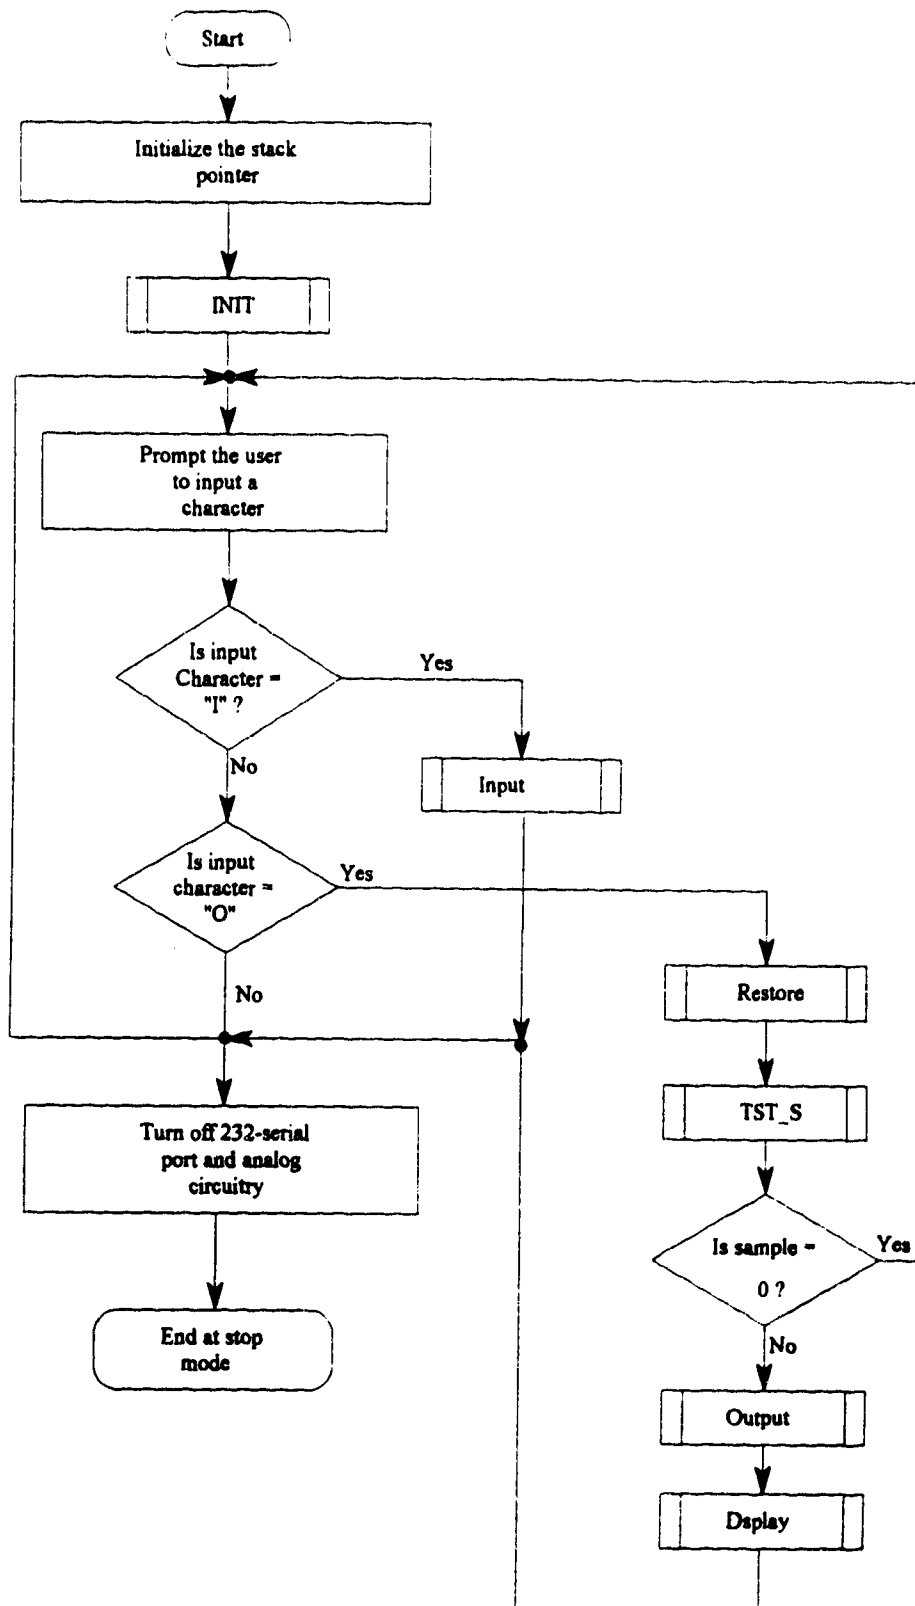 Start
Initialize the stack
pointer
INIT
Prompt the user
to input a
character
Is input
Character =
"I" ?
Yes
No
Input
Is input
character =
"O"
Yes
No
Restore
TST_S
Turn off 232-serial
port and analog
circuitry
Is sample =
0 ?
Yes
No
End at stop
mode
Output
Dsplay